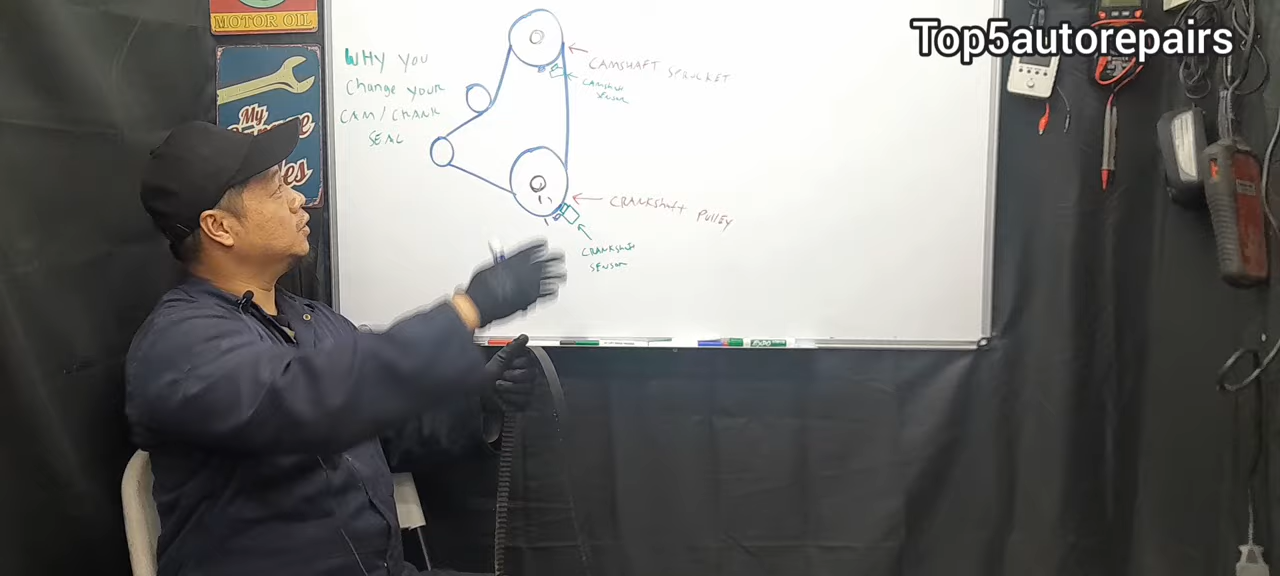 Top5autorepairs
MOTOR OIL
My
WHY YOU
Change your
CAM / CRANK
SEAL
CAMSHAFT SPROCKET
CAMSHAFT
SENSOR
CRANKShaft PULLEY
CRANKShaft
SENSOR